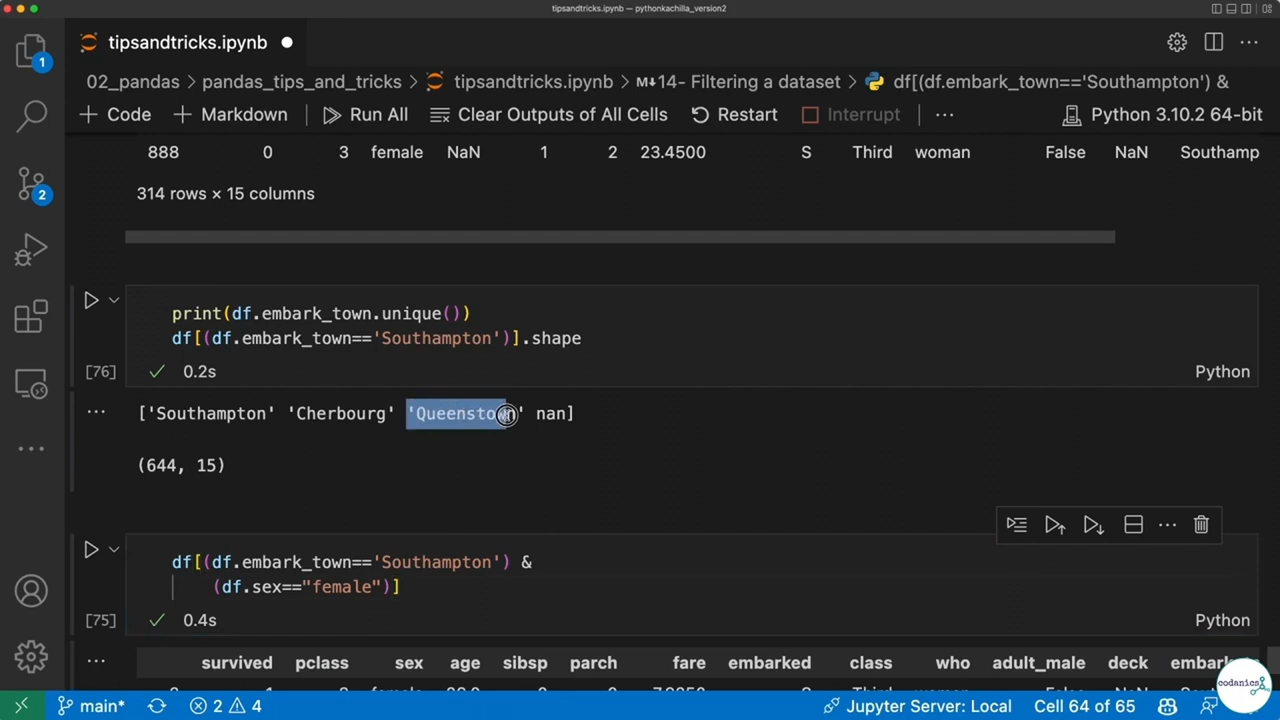 tipsandtricks.ipynb — pythonkachilla_version2
tipsandtricks.ipynb
02_pandas > pandas_tips_and_tricks > tipsandtricks.ipynb > M↓14- Filtering a dataset > df[(df.embark_town=='Southampton') &
+ Code + Markdown Run All Clear Outputs of All Cells Restart Interrupt ... Python 3.10.2 64-bit
1
888 0 3 female NaN 1 2 23.4500 S Third woman False NaN Southamp
314 rows × 15 columns
2
print(df.embark_town.unique())
df[(df.embark_town=='Southampton')].shape
[76] 0.2s Python
['Southampton' 'Cherbourg' 'Queenstown' nan]
(644, 15)
df[(df.embark_town=='Southampton') &
(df.sex=="female")]
[75] 0.4s Python
survived pclass sex age sibsp parch fare embarked class who adult_male deck
codanics
main* 2 4 Jupyter Server: Local Cell 64 of 65